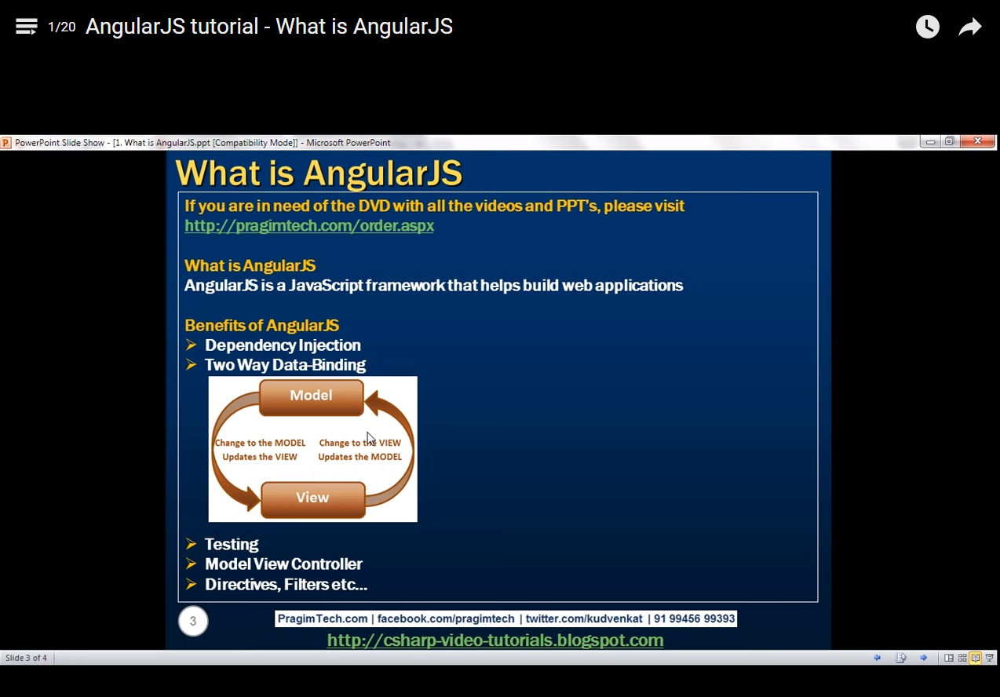 1/20 AngularJS tutorial - What is AngularJS
PowerPoint Slide Show - [1. What is AngularJS.ppt [Compatibility Mode]] - Microsoft PowerPoint
What is AngularJS
If you are in need of the DVD with all the videos and PPT's, please visit
http://pragimtech.com/order.aspx
What is AngularJS
AngularJS is a JavaScript framework that helps build web applications
Benefits of AngularJS
Dependency Injection
Two Way Data-Binding
Model
Change to the MODEL
Updates the VIEW
Change to the VIEW
Updates the MODEL
View
Testing
Model View Controller
Directives, Filters etc...
3
PragimTech.com | facebook.com/pragimtech | twitter.com/kudvenkat | 91 99456 99393
http://csharp-video-tutorials.blogspot.com
Slide 3 of 4